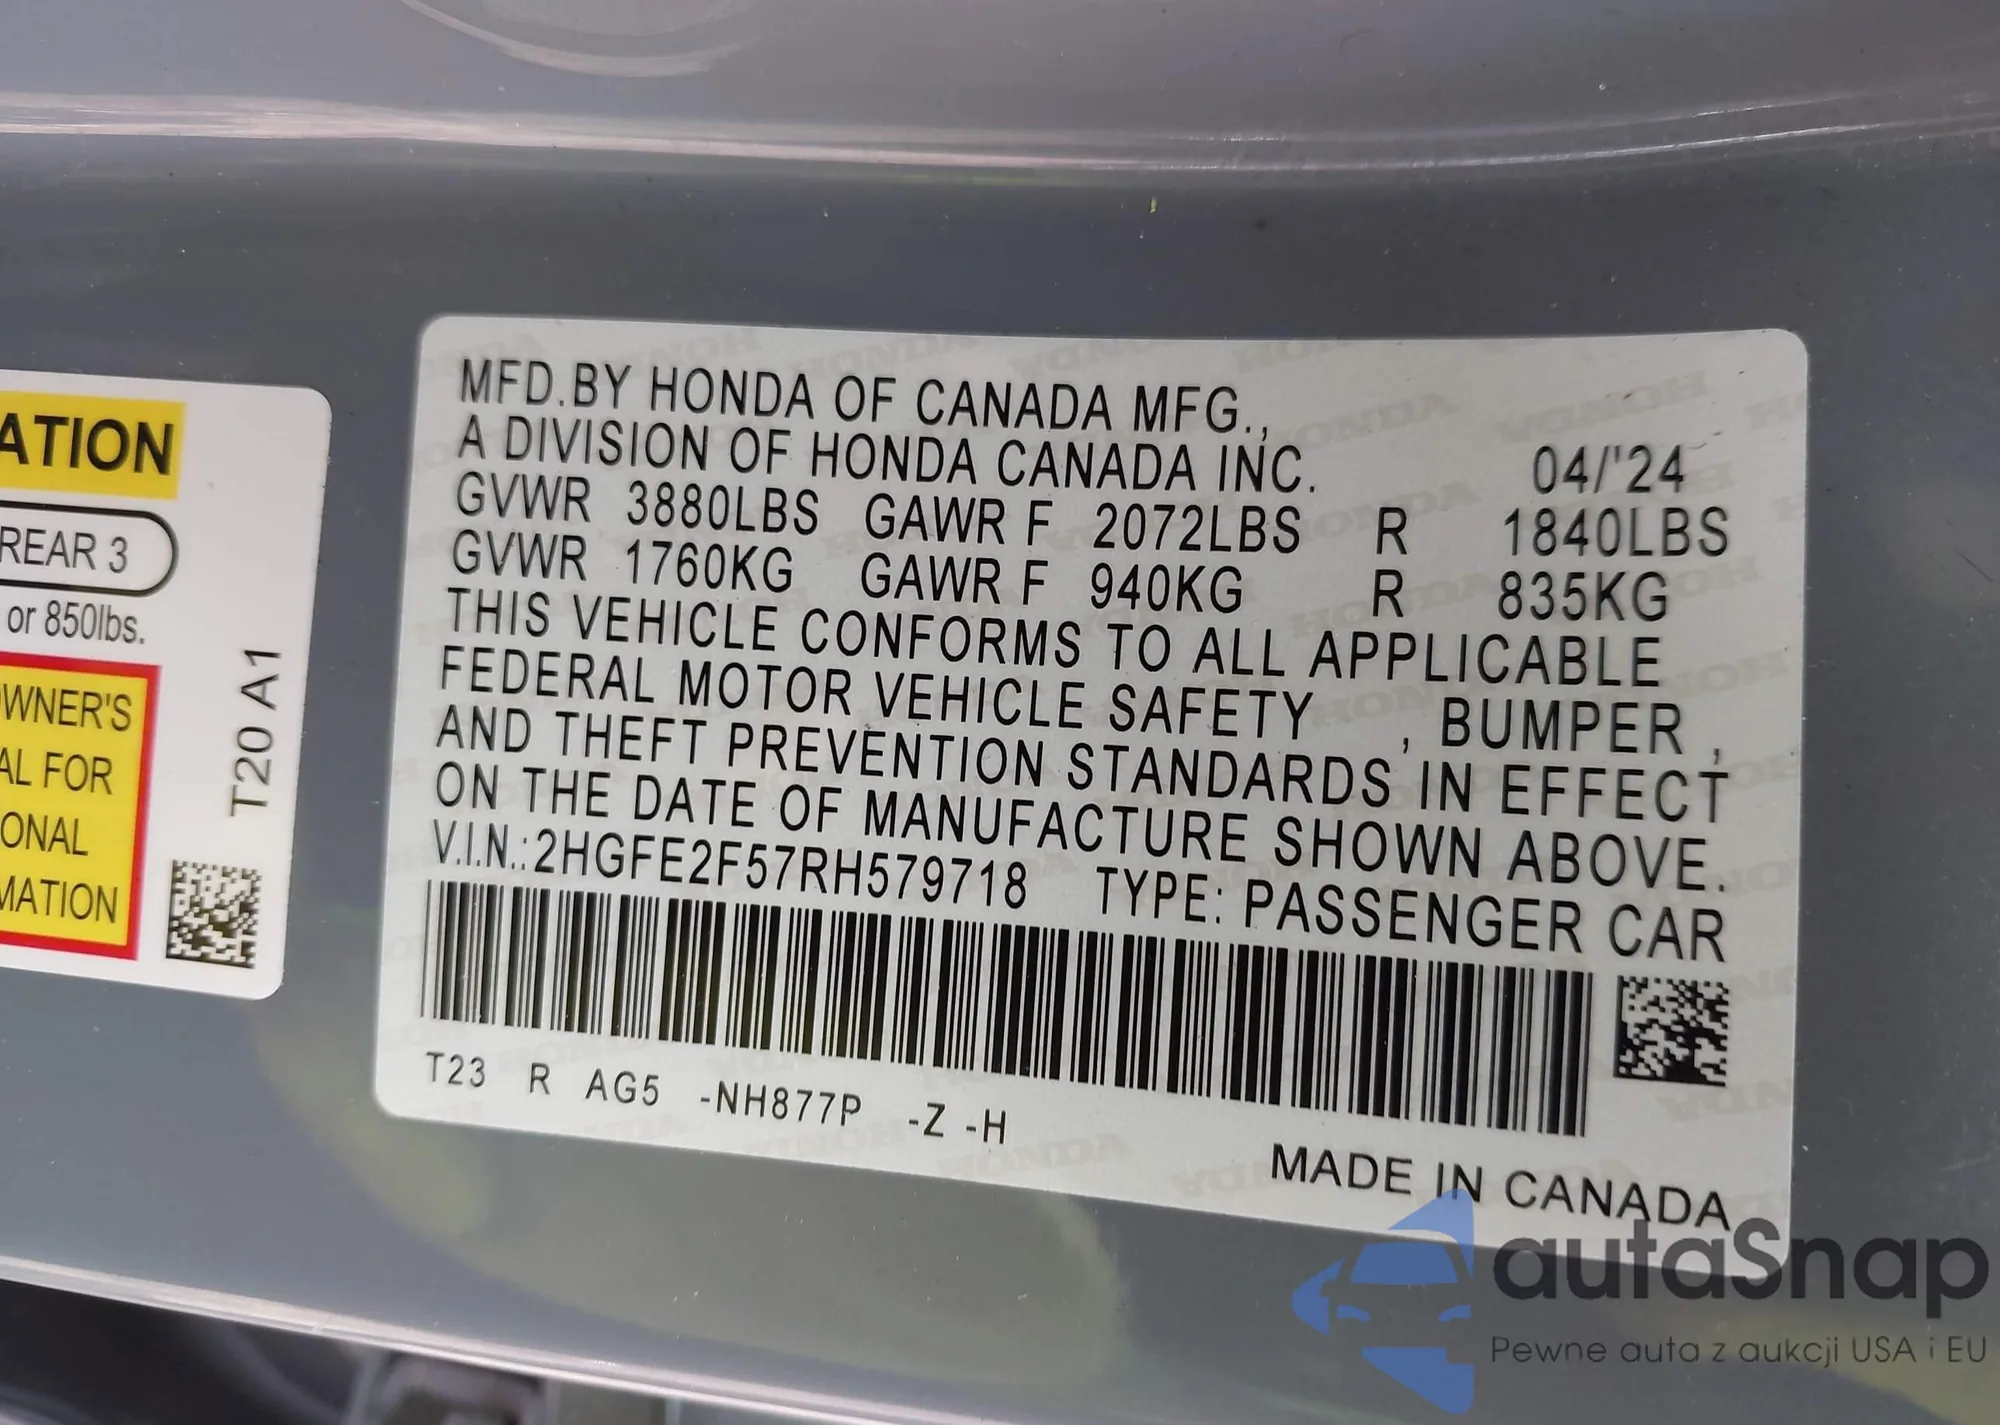 ATION
REAR 3
or 850lbs.
OWNER'S
AL FOR
ONAL
MATION
T20 A1
MFD.BY HONDA OF CANADA MFG.,
A DIVISION OF HONDA CANADA INC. 04/'24
GVWR 3880LBS GAWR F 2072LBS R 1840LBS
GVWR 1760KG GAWR F 940KG R 835KG
THIS VEHICLE CONFORMS TO ALL APPLICABLE
FEDERAL MOTOR VEHICLE SAFETY , BUMPER ,
AND THEFT PREVENTION STANDARDS IN EFFECT
ON THE DATE OF MANUFACTURE SHOWN ABOVE.
V.I.N.:2HGFE2F57RH579718 TYPE: PASSENGER CAR
T23 R AG5 -NH877P -Z -H
MADE IN CANADA
autaSnap
Pewne auta z aukcji USA i EU